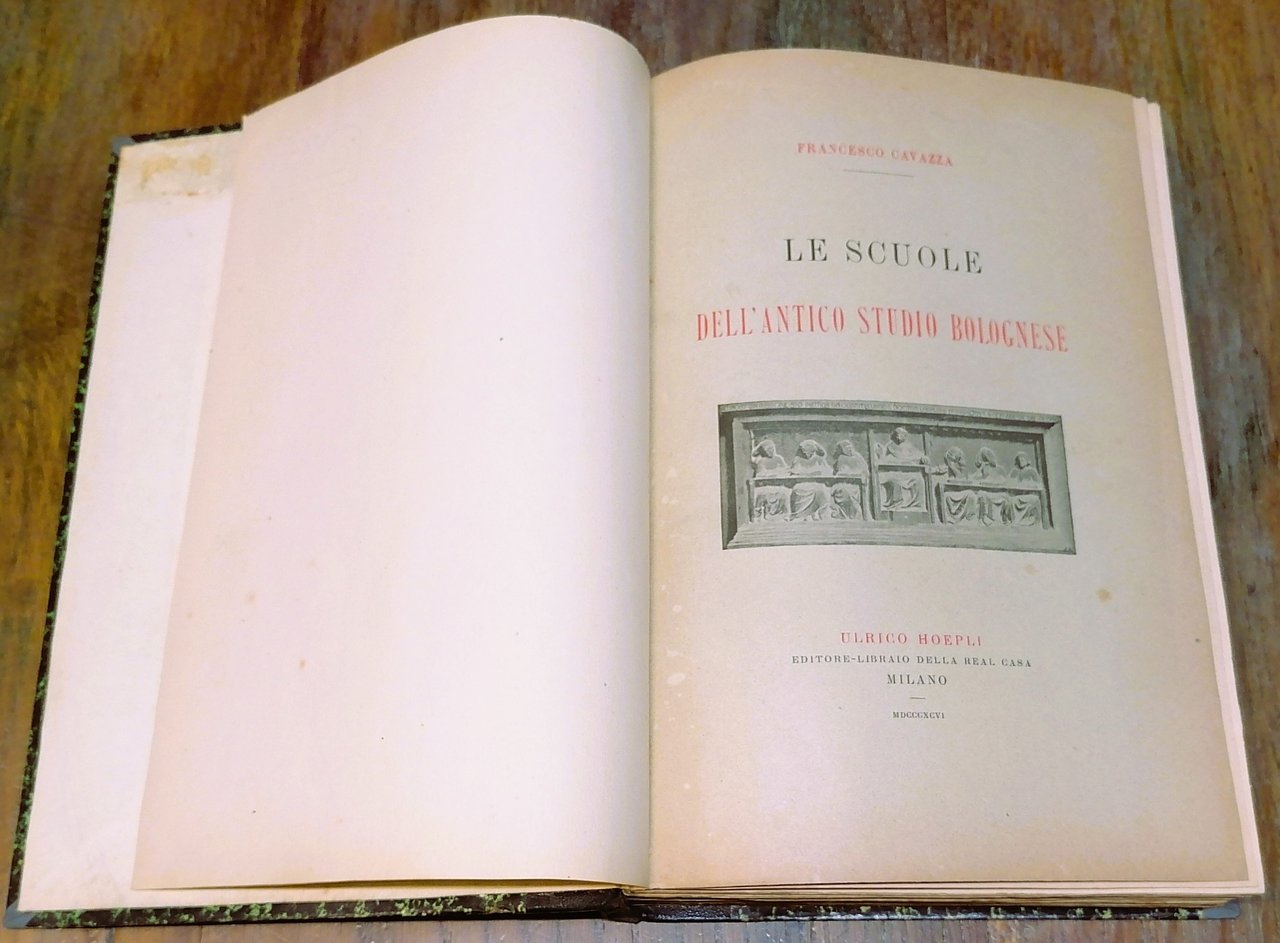 FRANCESCO CAVAZZA
LE SCUOLE
DELL'ANTICO STUDIO BOLOGNESE
ULRICO HOEPLI
EDITORE-LIBRAIO DELLA REAL CASA
MILANO
MDCCCXCVI